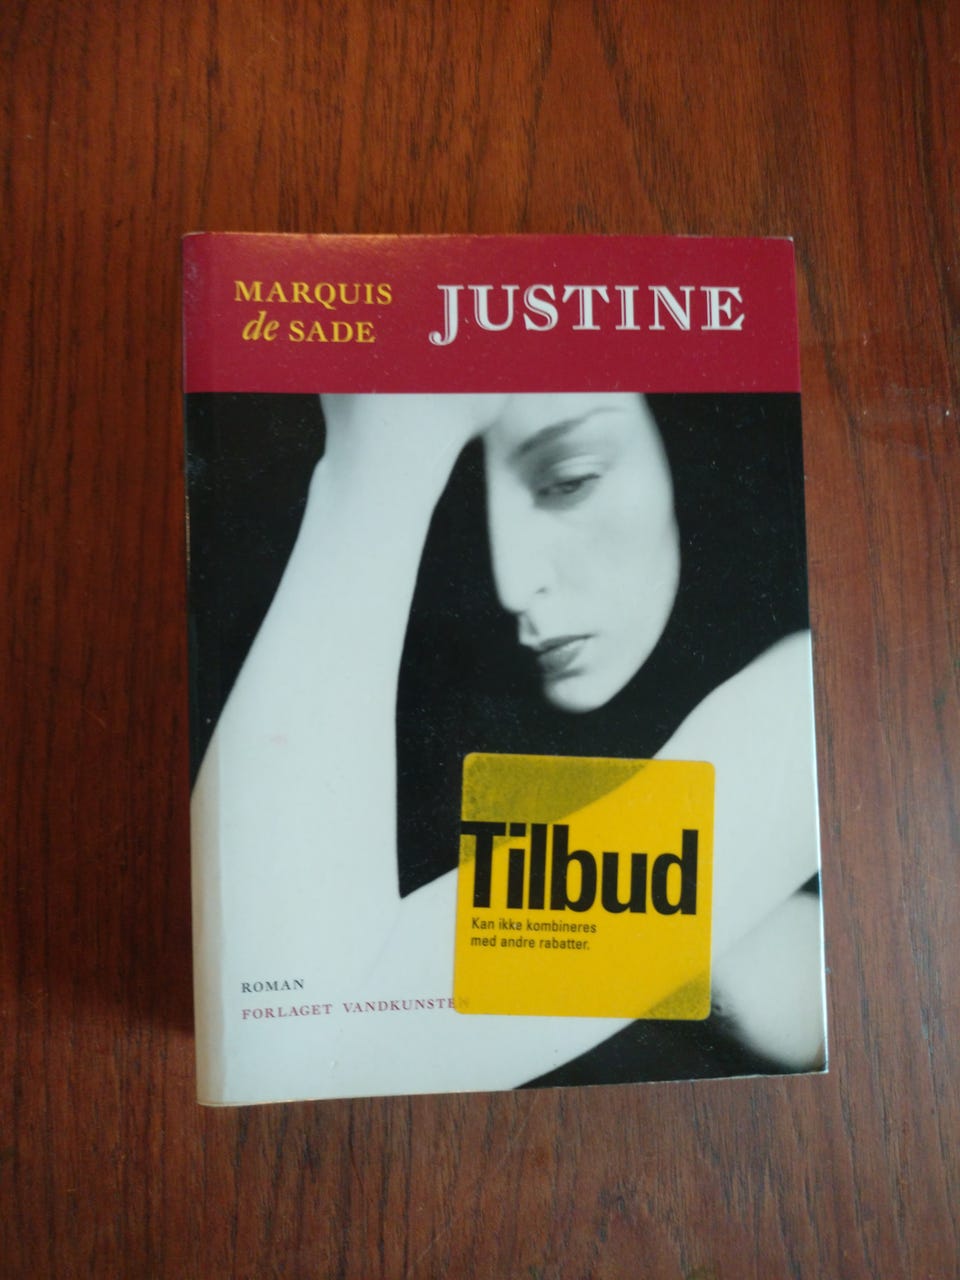 MARQUIS
de SADE
JUSTINE
Tilbud
Kan ikke kombineres
med andre rabatter.
ROMAN
FORLAGET VANDKUNSTEN